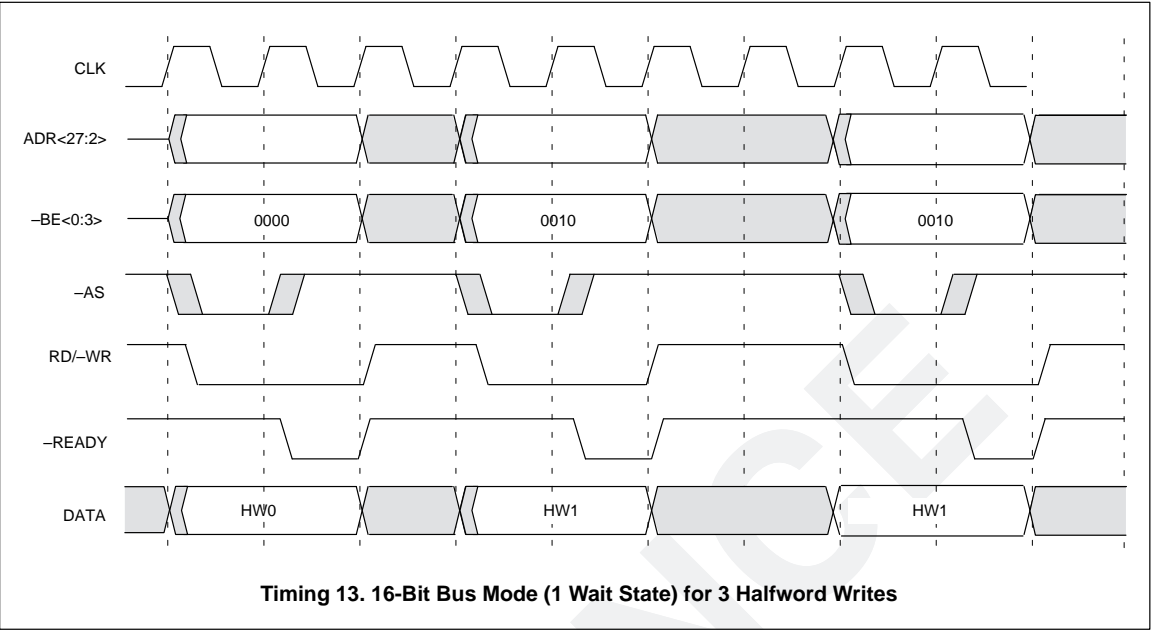 CLK
ADR<27:2>
–BE<0:3> 0000 0010 0010
–AS
RD/–WR
–READY
DATA HW0 HW1 HW1
Timing 13. 16-Bit Bus Mode (1 Wait State) for 3 Halfword Writes